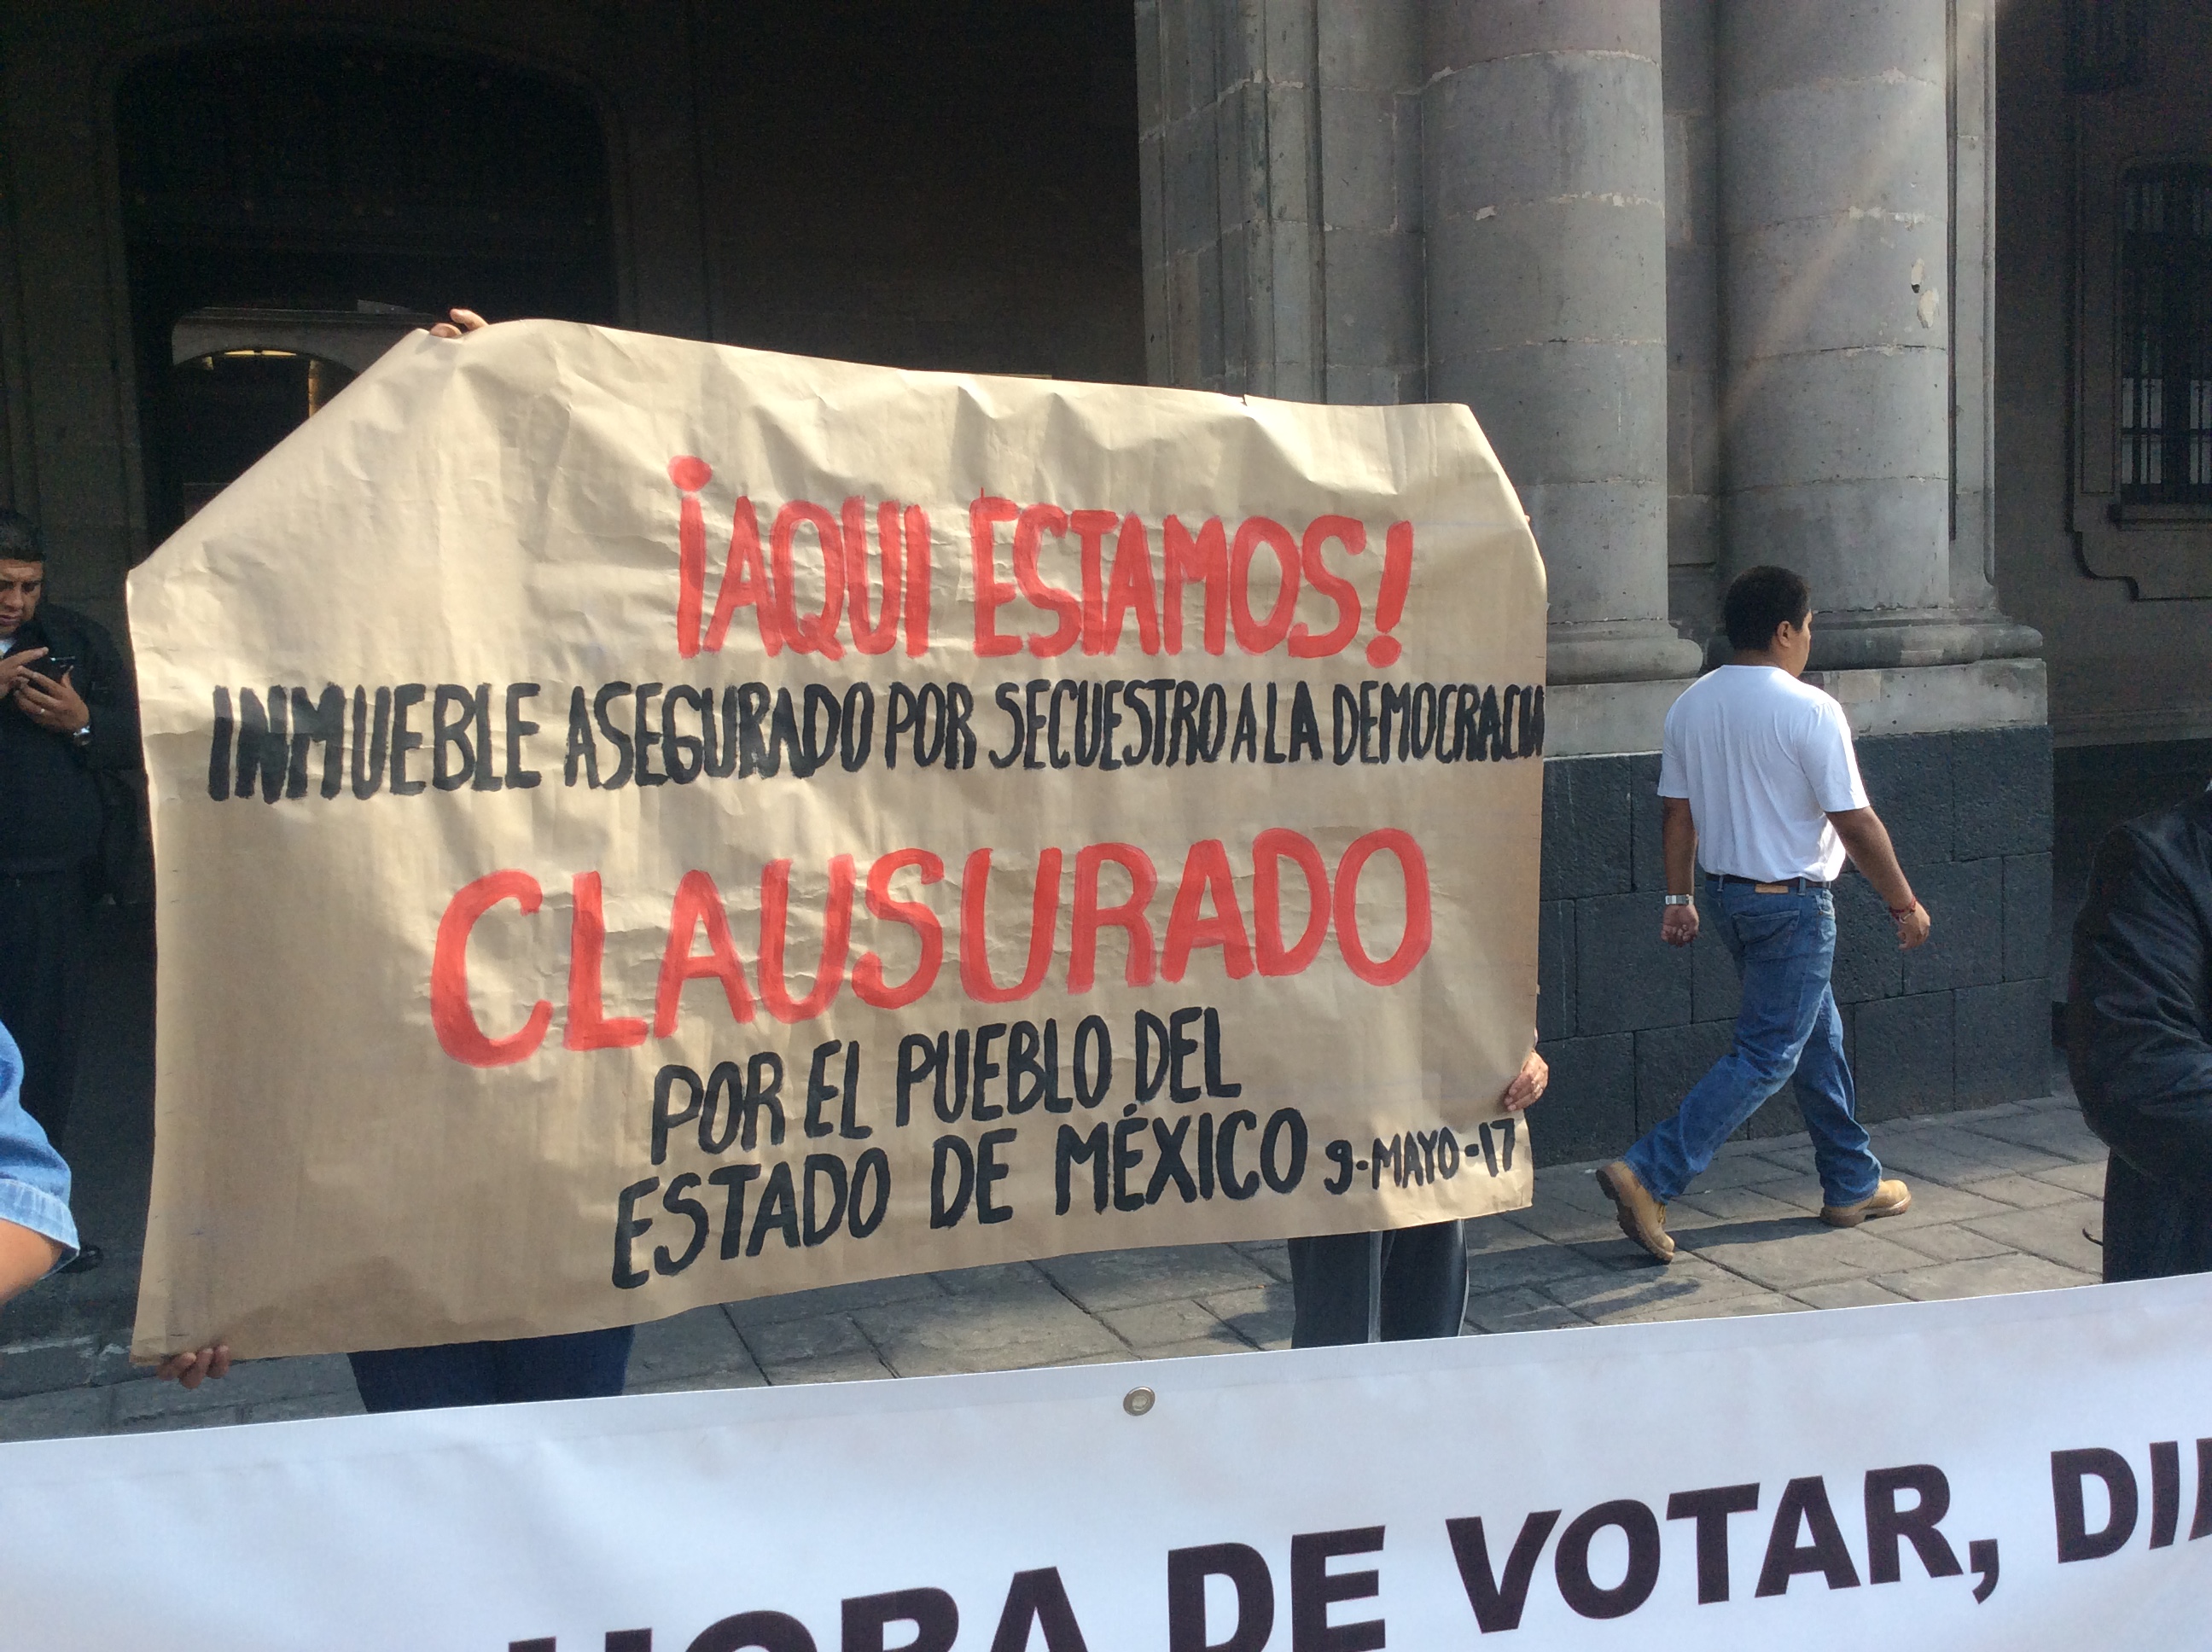 ¡AQUI ESTAMOS!
INMUEBLE ASEGURADO POR SECUESTRO A LA DEMOCRACIA
CLAUSURADO
POR EL PUEBLO DEL
ESTADO DE MÉXICO 9-MAYO-17
HORA DE VOTAR,